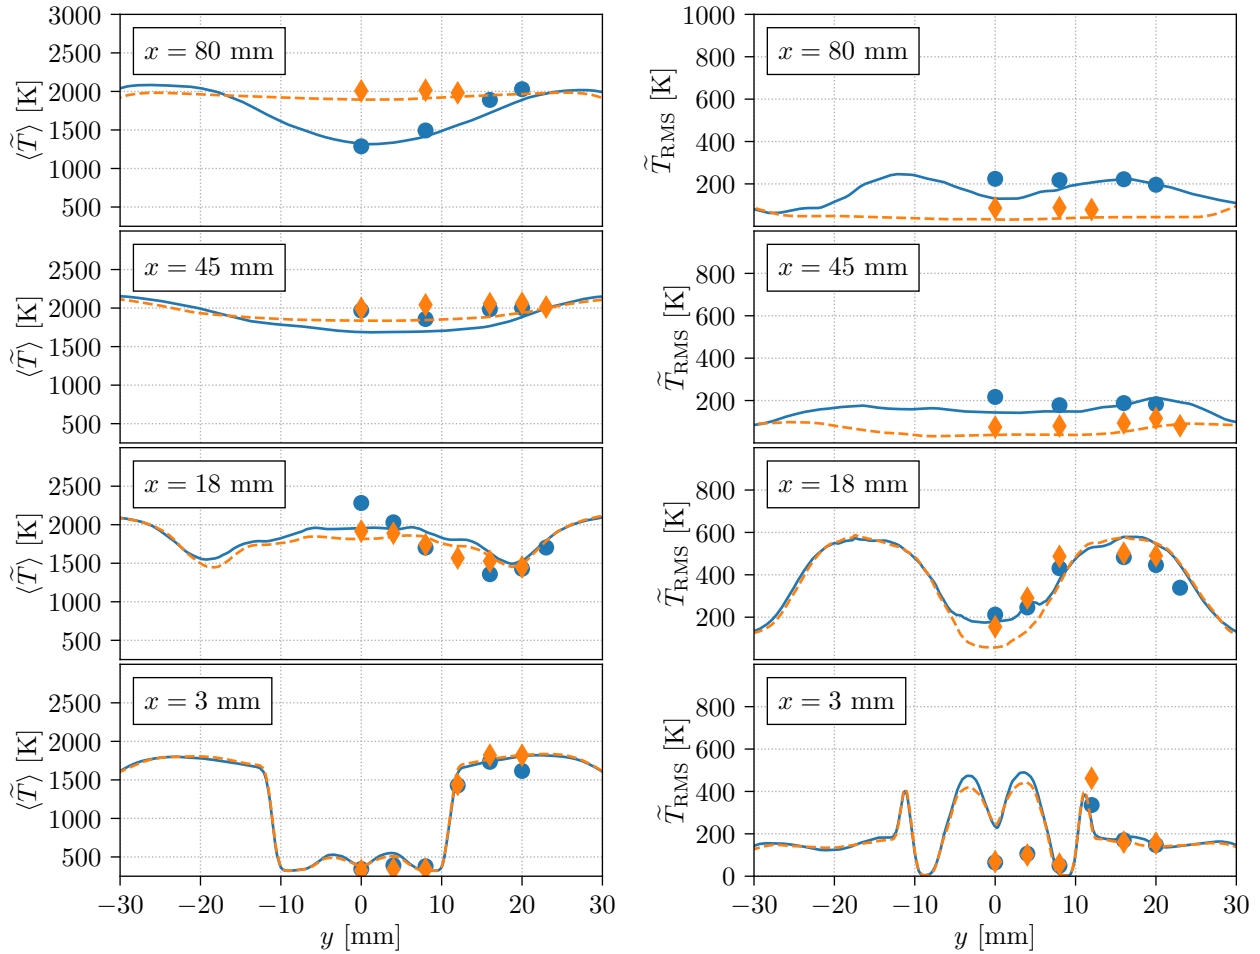 3000
2500
2000
1500
1000
500
⟨T̃⟩ [K]
x = 80 mm
1000
800
600
400
200
T̃RMS [K]
x = 80 mm
2500
2000
1500
1000
500
⟨T̃⟩ [K]
x = 45 mm
800
600
400
200
T̃RMS [K]
x = 45 mm
2500
2000
1500
1000
500
⟨T̃⟩ [K]
x = 18 mm
800
600
400
200
T̃RMS [K]
x = 18 mm
2500
2000
1500
1000
500
⟨T̃⟩ [K]
x = 3 mm
−30 −20 −10 0 10 20 30
y [mm]
800
600
400
200
0
T̃RMS [K]
x = 3 mm
−30 −20 −10 0 10 20 30
y [mm]